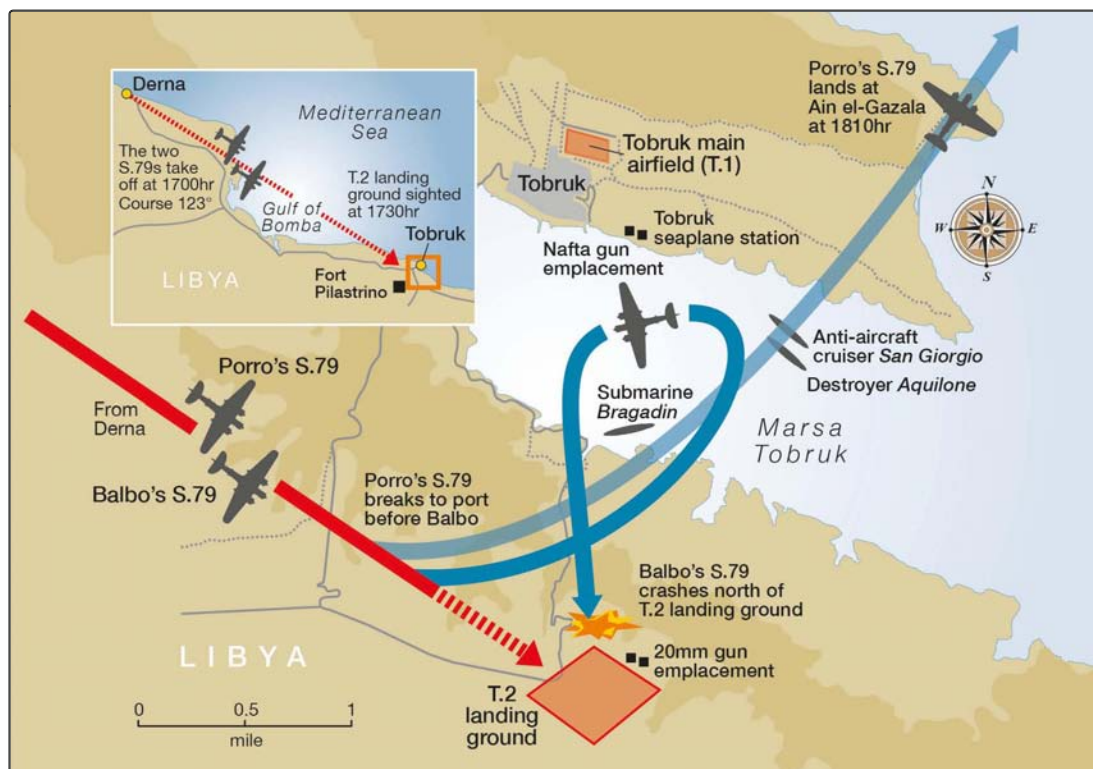 Derna
Mediterranean
Sea
The two
S.79s take
off at 1700hr
Course 123°
T.2 landing
ground sighted
at 1730hr
Gulf of
Bomba
Tobruk
LIBYA
Fort
Pilastrino
Porro's S.79
lands at
Ain el-Gazala
at 1810hr
Tobruk main
airfield (T.1)
Tobruk
Tobruk
seaplane station
Nafta gun
emplacement
N
W
E
S
Anti-aircraft
cruiser San Giorgio
Destroyer Aquilone
Submarine
Bragadin
Marsa
Tobruk
Porro's S.79
From
Derna
Balbo's S.79
Porro's S.79
breaks to port
before Balbo
Balbo's S.79
crashes north of
T.2 landing ground
20mm gun
emplacement
LIBYA
T.2
landing
ground
0 0.5 1
mile